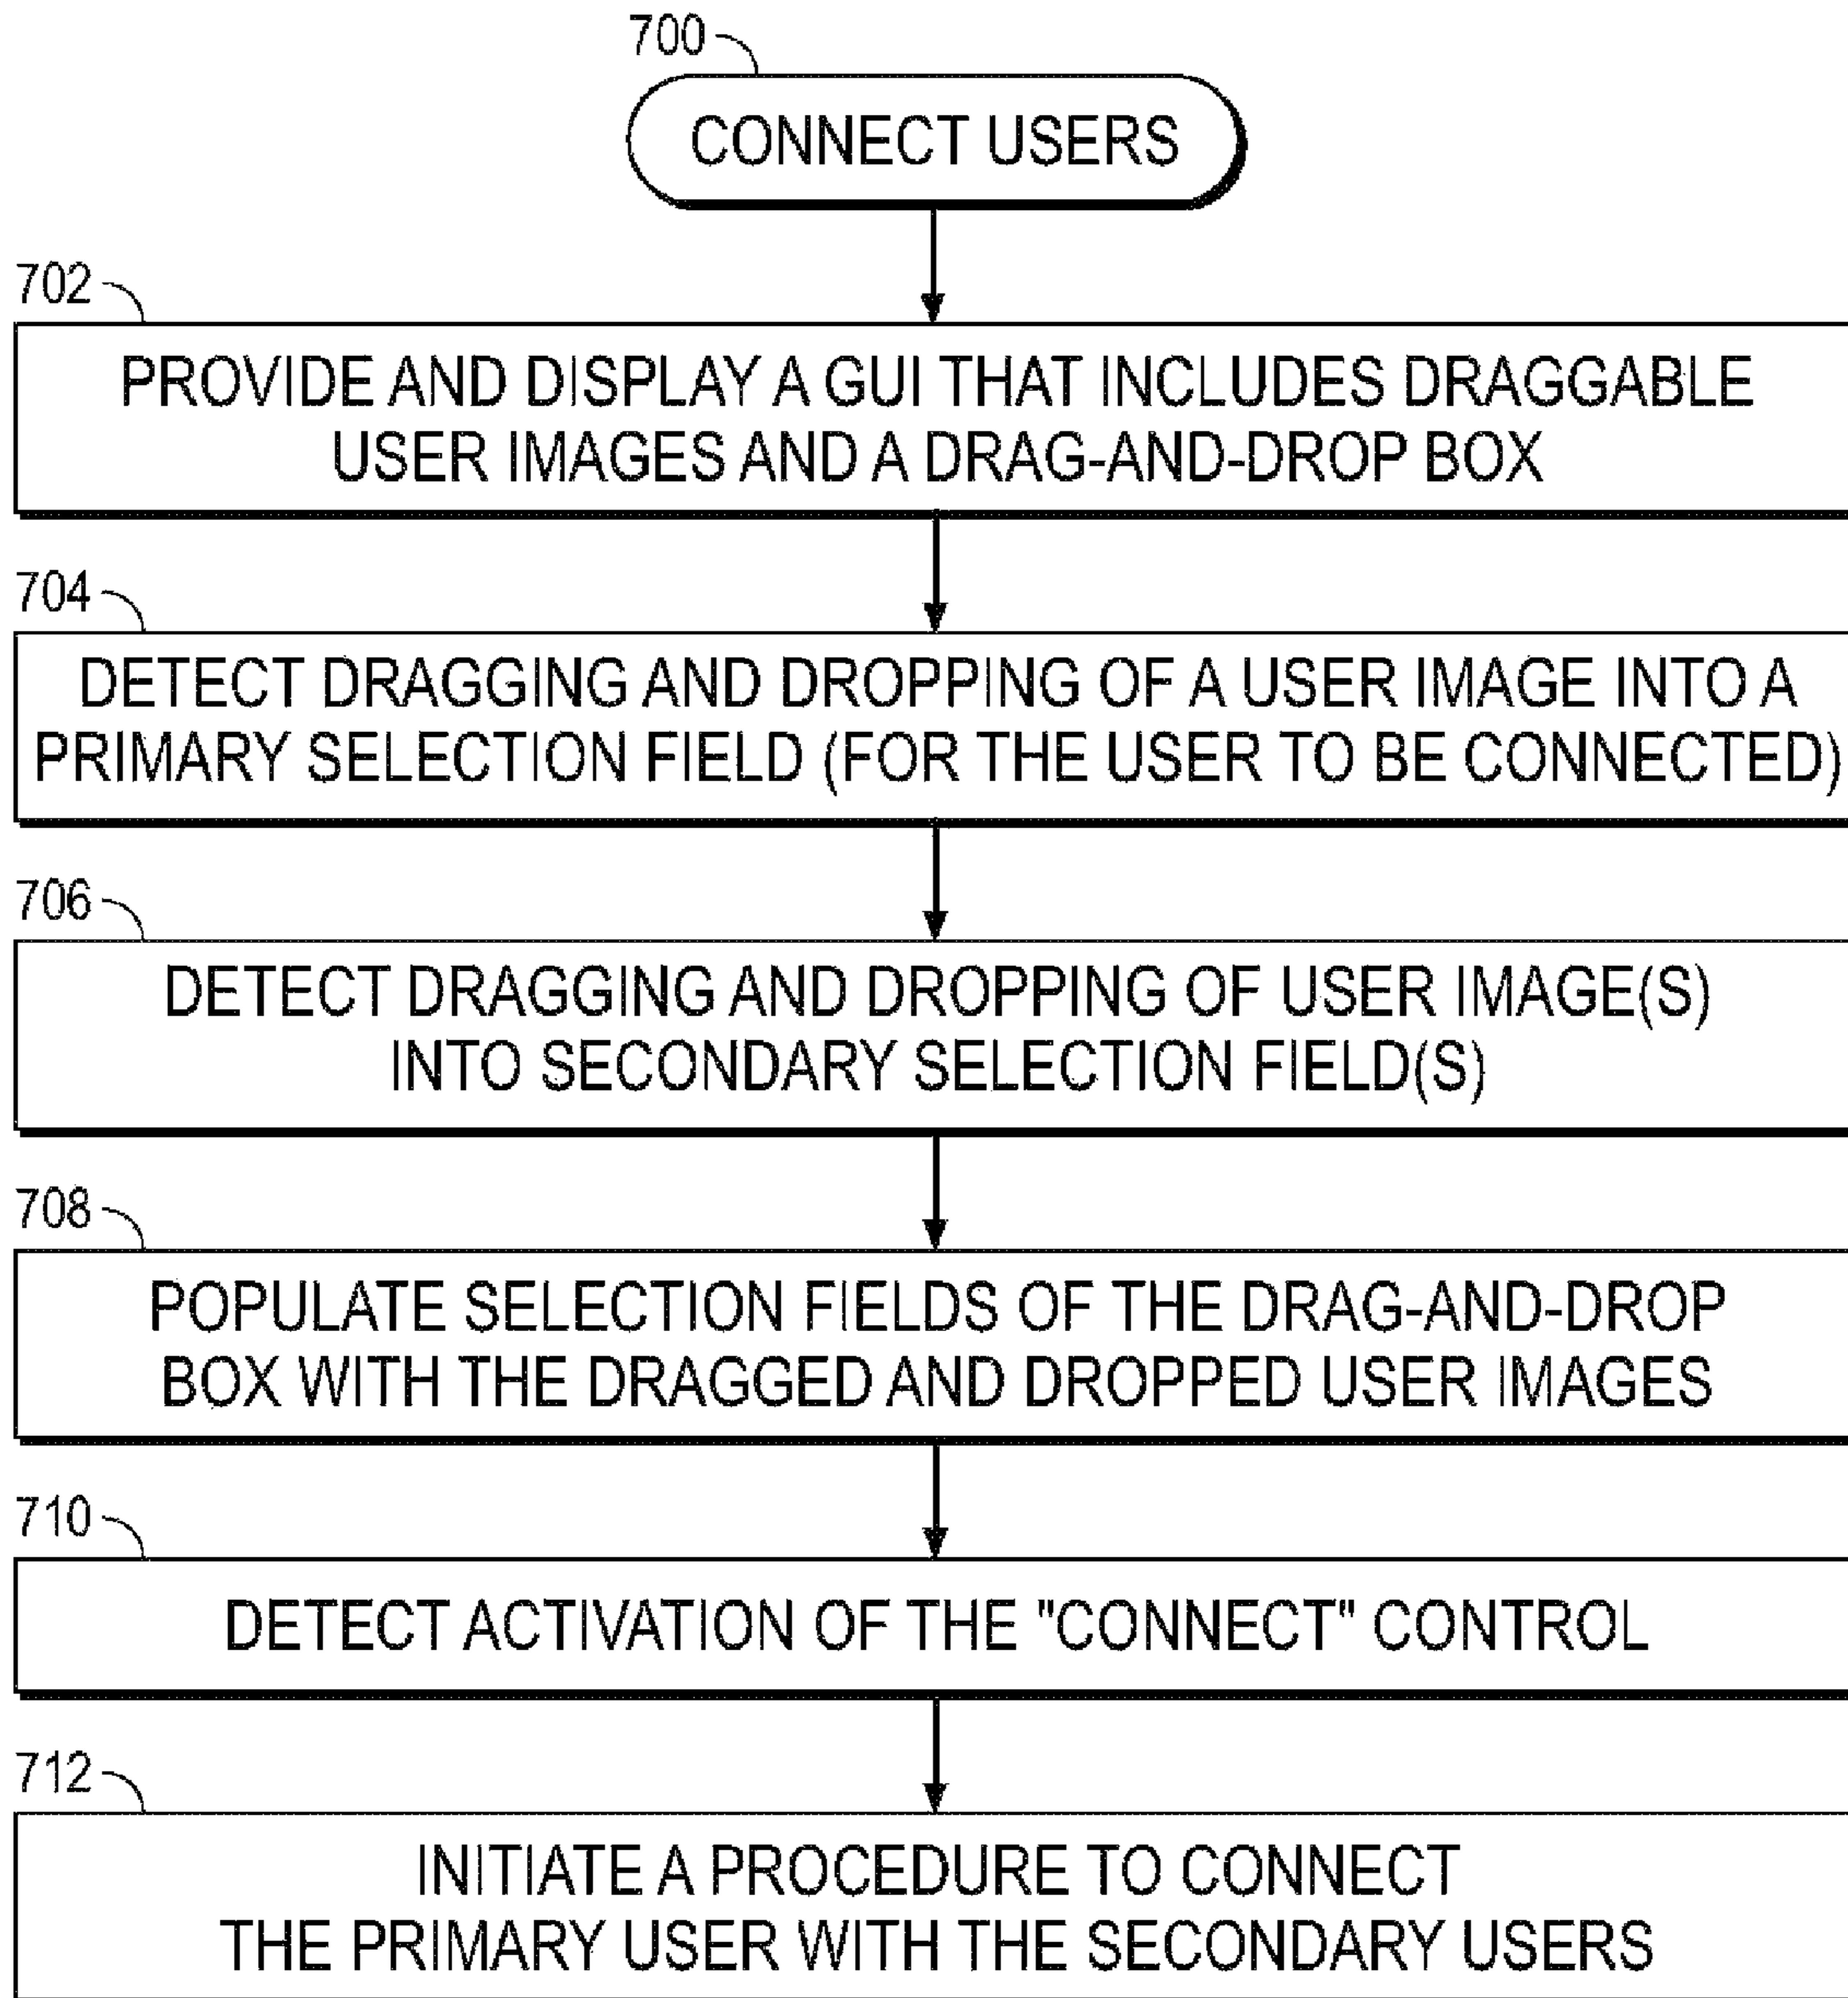 700
CONNECT USERS
702
PROVIDE AND DISPLAY A GUI THAT INCLUDES DRAGGABLE
USER IMAGES AND A DRAG-AND-DROP BOX
704
DETECT DRAGGING AND DROPPING OF A USER IMAGE INTO A
PRIMARY SELECTION FIELD (FOR THE USER TO BE CONNECTED)
706
DETECT DRAGGING AND DROPPING OF USER IMAGE(S)
INTO SECONDARY SELECTION FIELD(S)
708
POPULATE SELECTION FIELDS OF THE DRAG-AND-DROP
BOX WITH THE DRAGGED AND DROPPED USER IMAGES
710
DETECT ACTIVATION OF THE "CONNECT" CONTROL
712
INITIATE A PROCEDURE TO CONNECT
THE PRIMARY USER WITH THE SECONDARY USERS